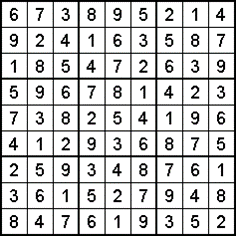 6 7 3 8 9 5 2 1 4
9 2 4 1 6 3 5 8 7
1 8 5 4 7 2 6 3 9
5 9 6 7 8 1 4 2 3
7 3 8 2 5 4 1 9 6
4 1 2 9 3 6 8 7 5
2 5 9 3 4 8 7 6 1
3 6 1 5 2 7 9 4 8
8 4 7 6 1 9 3 5 2